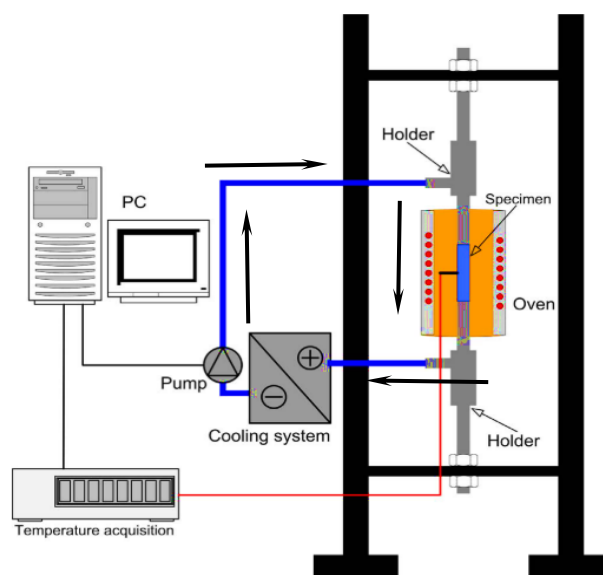 Holder
Specimen
PC
Oven
Pump
Cooling system
Holder
Temperature acquisition